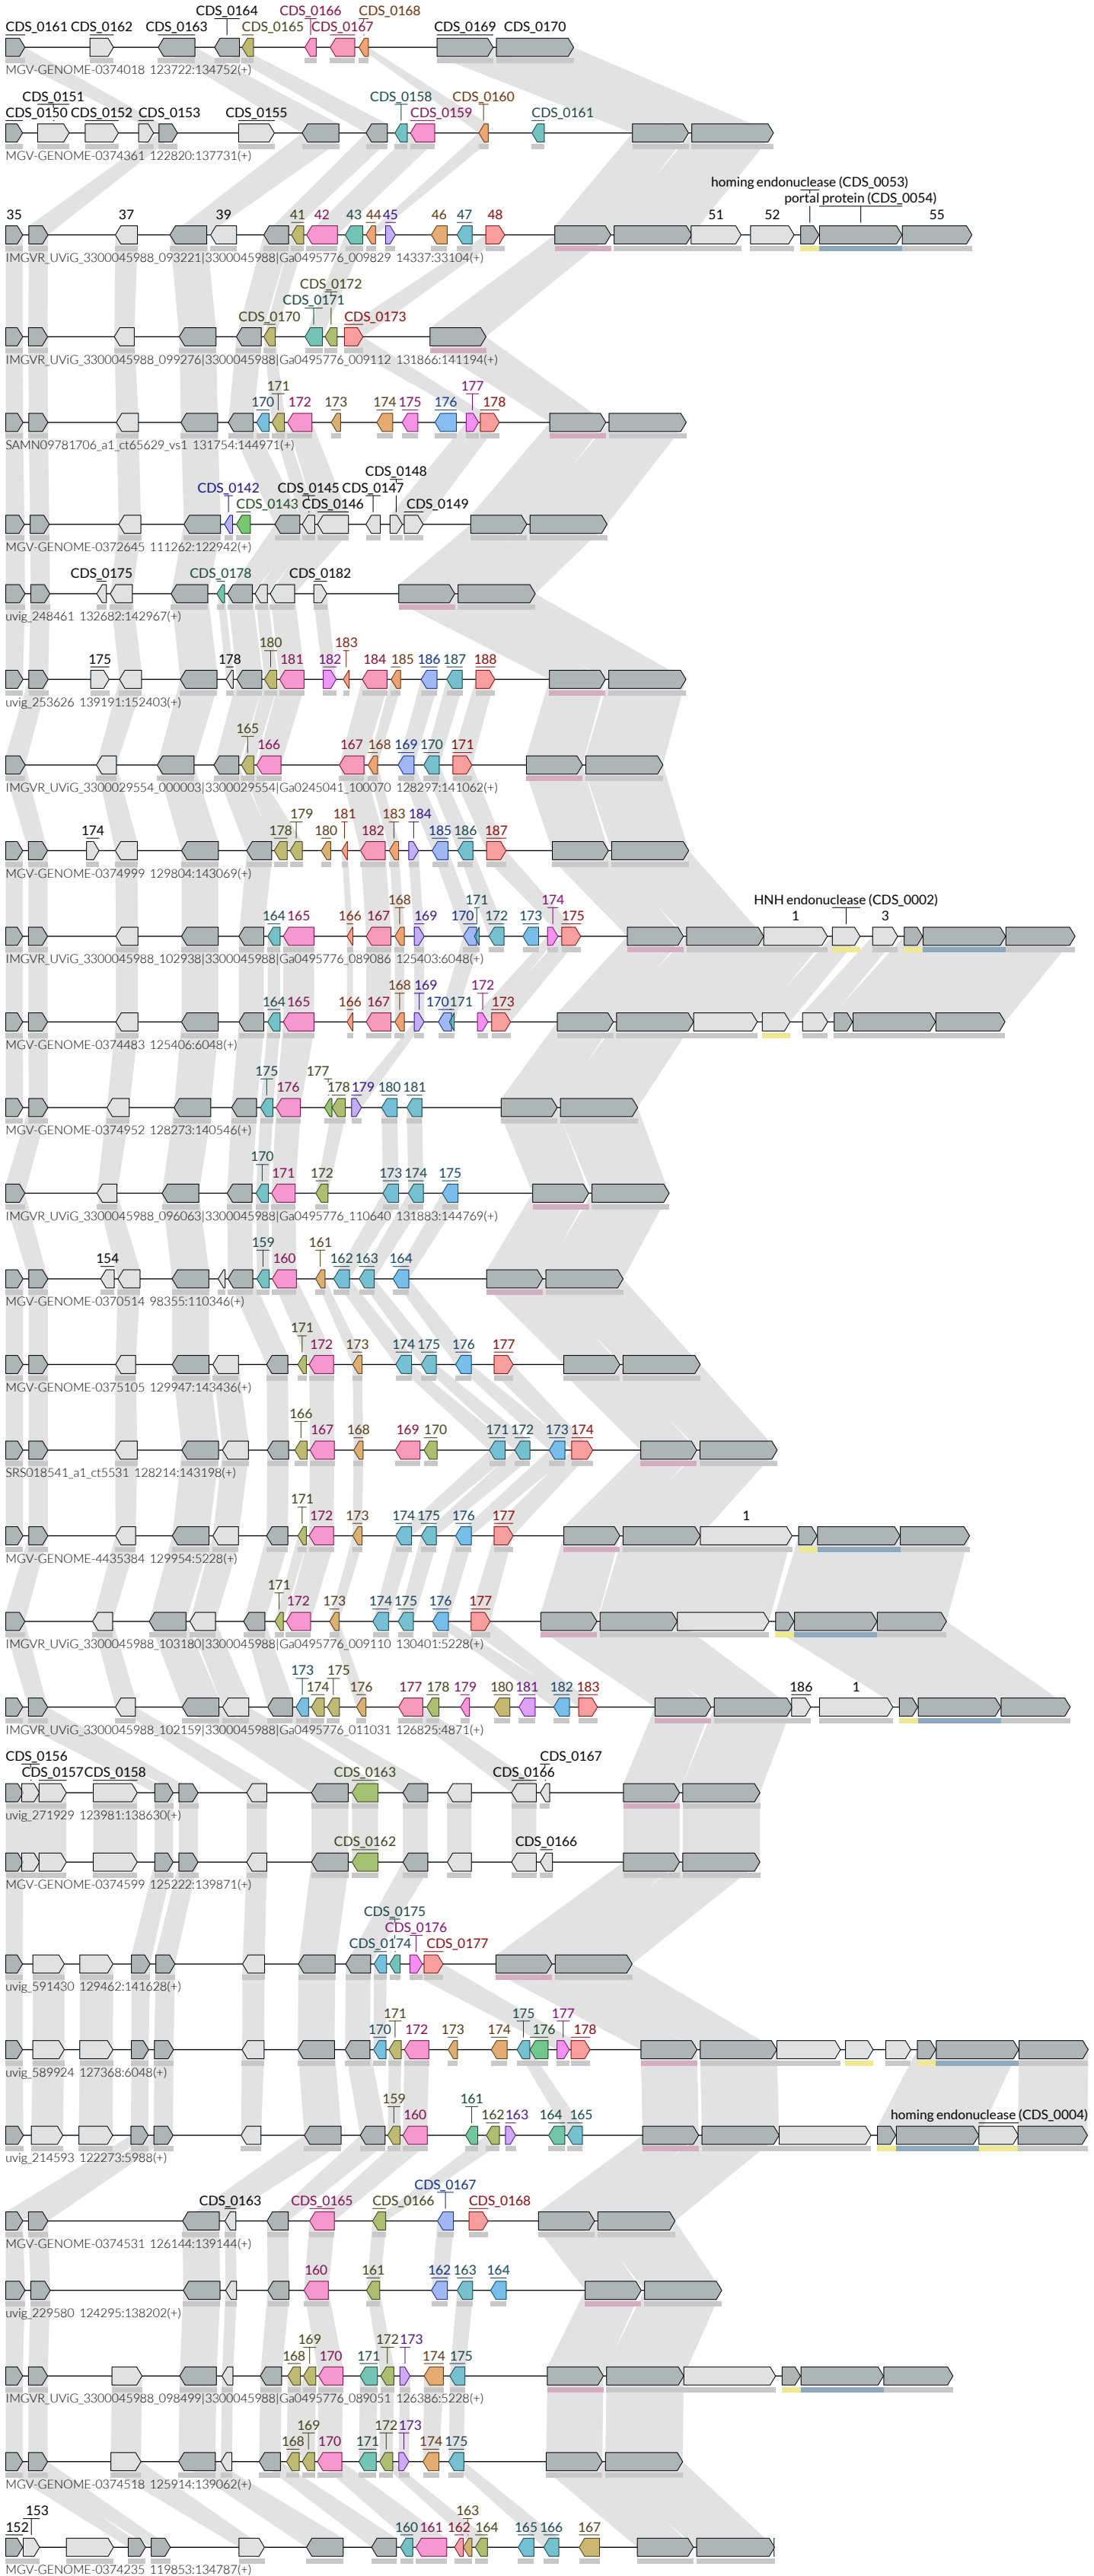 CDS_0164 CDS_0166 CDS_0168
CDS_0161 CDS_0162 CDS_0163 CDS_0165 CDS_0167 CDS_0169 CDS_0170
MGV-GENOME-0374018 123722:134752(+)
CDS_0151 CDS_0158 CDS_0160
CDS_0150 CDS_0152 CDS_0153 CDS_0155 CDS_0159 CDS_0161
MGV-GENOME-0374361 122820:137731(+)
homing endonuclease (CDS_0053)
portal protein (CDS_0054)
35 37 39 41 42 43 44 45 46 47 48 51 52 55
IMGVR_UViG_3300045988_093221|3300045988|Ga0495776_009829 14337:33104(+)
CDS_0172
CDS_0171
CDS_0170 CDS_0173
IMGVR_UViG_3300045988_099276|3300045988|Ga0495776_009112 131866:141194(+)
171 177
170 172 173 174 175 176 178
SAMN09781706_a1_ct65629_vs1 131754:144971(+)
CDS_0148
CDS_0142 CDS_0145 CDS_0147
CDS_0143 CDS_0146 CDS_0149
MGV-GENOME-0372645 111262:122942(+)
CDS_0175 CDS_0178 CDS_0182
uvig_248461 132682:142967(+)
180 183
175 178 181 182 184 185 186 187 188
uvig_253626 139191:152403(+)
165
166 167 168 169 170 171
IMGVR_UViG_3300029554_000003|3300029554|Ga0245041_100070 128297:141062(+)
179 181 183 184
174 178 180 182 185 186 187
MGV-GENOME-0374999 129804:143069(+)
168 171 174 HNH endonuclease (CDS_0002)
164 165 166 167 169 170 172 173 175 1 3
IMGVR_UViG_3300045988_102938|3300045988|Ga0495776_089086 125403:6048(+)
168 169 172
164 165 166 167 170 171 173
MGV-GENOME-0374483 125406:6048(+)
175 177
176 178 179 180 181
MGV-GENOME-0374952 128273:140546(+)
170
171 172 173 174 175
IMGVR_UViG_3300045988_096063|3300045988|Ga0495776_110640 131883:144769(+)
159 161
154 160 162 163 164
MGV-GENOME-0370514 98355:110346(+)
171
172 173 174 175 176 177
MGV-GENOME-0375105 129947:143436(+)
166
167 168 169 170 171 172 173 174
SRS018541_a1_ct5531 128214:143198(+)
171
172 173 174 175 176 177 1
MGV-GENOME-4435384 129954:5228(+)
171
172 173 174 175 176 177
IMGVR_UViG_3300045988_103180|3300045988|Ga0495776_009110 130401:5228(+)
173 175
174 176 177 178 179 180 181 182 183 186 1
IMGVR_UViG_3300045988_102159|3300045988|Ga0495776_011031 126825:4871(+)
CDS_0156 CDS_0167
CDS_0157 CDS_0158 CDS_0163 CDS_0166
uvig_271929 123981:138630(+)
CDS_0162 CDS_0166
MGV-GENOME-0374599 125222:139871(+)
CDS_0175
CDS_0176
CDS_0174 CDS_0177
uvig_591430 129462:141628(+)
171 175 177
170 172 173 174 176 178
uvig_589924 127368:6048(+)
159 161
160 162 163 164 165 homing endonuclease (CDS_0004)
uvig_214593 122273:5988(+)
CDS_0167
CDS_0163 CDS_0165 CDS_0166 CDS_0168
MGV-GENOME-0374531 126144:139144(+)
160 161 162 163 164
uvig_229580 124295:138202(+)
169 172 173
168 170 171 174 175
IMGVR_UViG_3300045988_098499|3300045988|Ga0495776_089051 126386:5228(+)
169 172 173
168 170 171 174 175
MGV-GENOME-0374518 125914:139062(+)
153 163
152 160 161 162 164 165 166 167
MGV-GENOME-0374235 119853:134787(+)